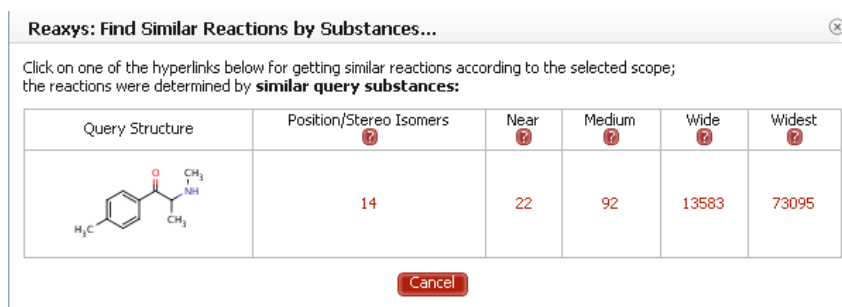 Reaxys: Find Similar Reactions by Substances...
Click on one of the hyperlinks below for getting similar reactions according to the selected scope;
the reactions were determined by similar query substances:
Query Structure Position/Stereo Isomers Near Medium Wide Widest
? ? ? ? ?
O CH3
NH
H3C CH3
14 22 92 13583 73095
Cancel